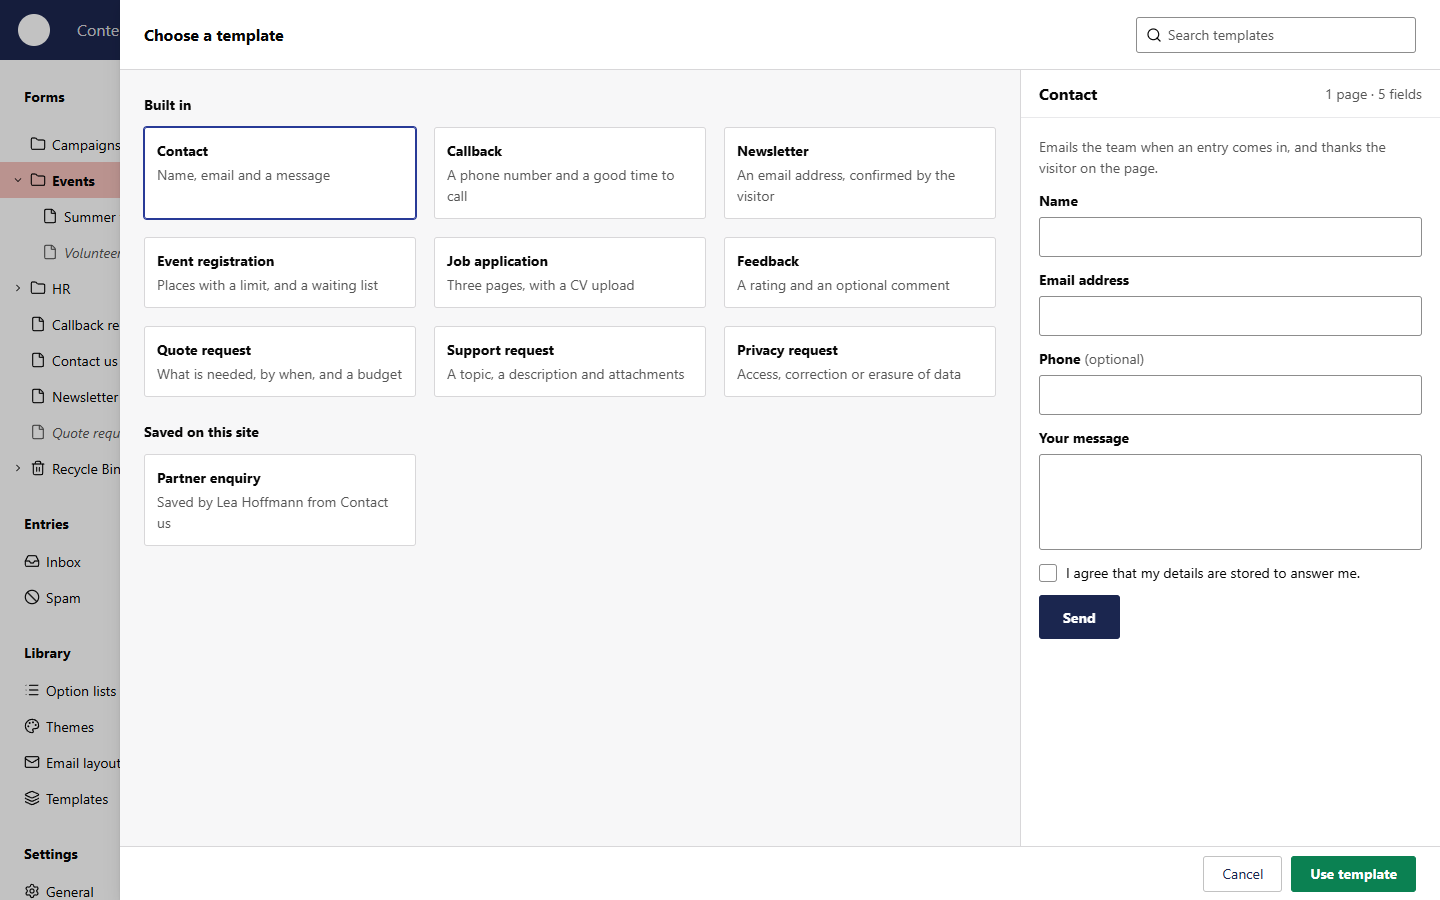 Conte
Forms
Campaigns
Events
Summer
Volunteer
HR
Callback re
Contact us
Newsletter
Quote requ
Recycle Bin
Entries
Inbox
Spam
Library
Option lists
Themes
Email layout
Templates
Settings
General
Choose a template
Search templates
Built in
Contact
Name, email and a message
Callback
A phone number and a good time to
call
Newsletter
An email address, confirmed by the
visitor
Event registration
Places with a limit, and a waiting list
Job application
Three pages, with a CV upload
Feedback
A rating and an optional comment
Quote request
What is needed, by when, and a budget
Support request
A topic, a description and attachments
Privacy request
Access, correction or erasure of data
Saved on this site
Partner enquiry
Saved by Lea Hoffmann from Contact
us
Contact
1 page · 5 fields
Emails the team when an entry comes in, and thanks the
visitor on the page.
Name
Email address
Phone (optional)
Your message
I agree that my details are stored to answer me.
Send
Cancel
Use template